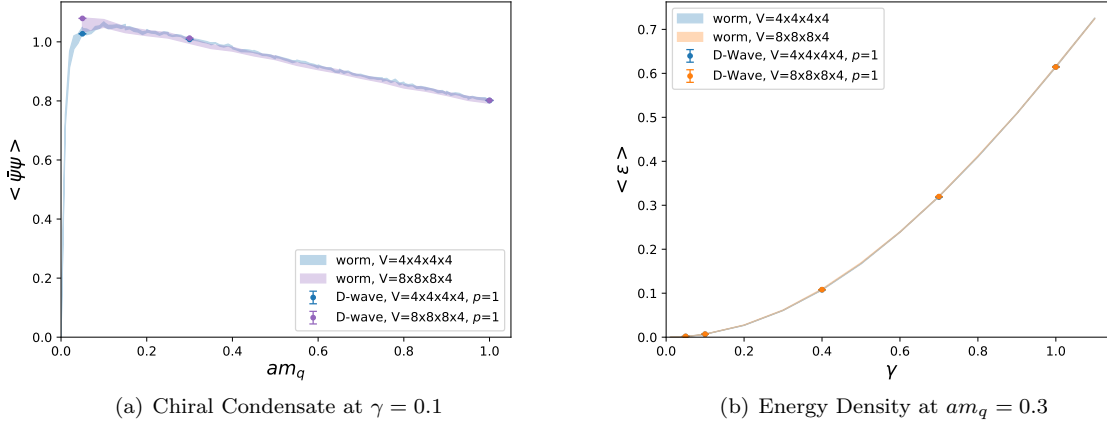 1.0
0.8
0.6
0.4
0.2
0.0
< ψ̄ψ >
0.0 0.2 0.4 0.6 0.8 1.0
am_q
worm, V=4x4x4x4
worm, V=8x8x8x4
D-wave, V=4x4x4x4, p=1
D-wave, V=8x8x8x4, p=1
(a) Chiral Condensate at γ = 0.1
0.7
0.6
0.5
0.4
0.3
0.2
0.1
0.0
< ε >
0.0 0.2 0.4 0.6 0.8 1.0
γ
worm, V=4x4x4x4
worm, V=8x8x8x4
D-Wave, V=4x4x4x4, p=1
D-Wave, V=8x8x8x4, p=1
(b) Energy Density at am_q = 0.3